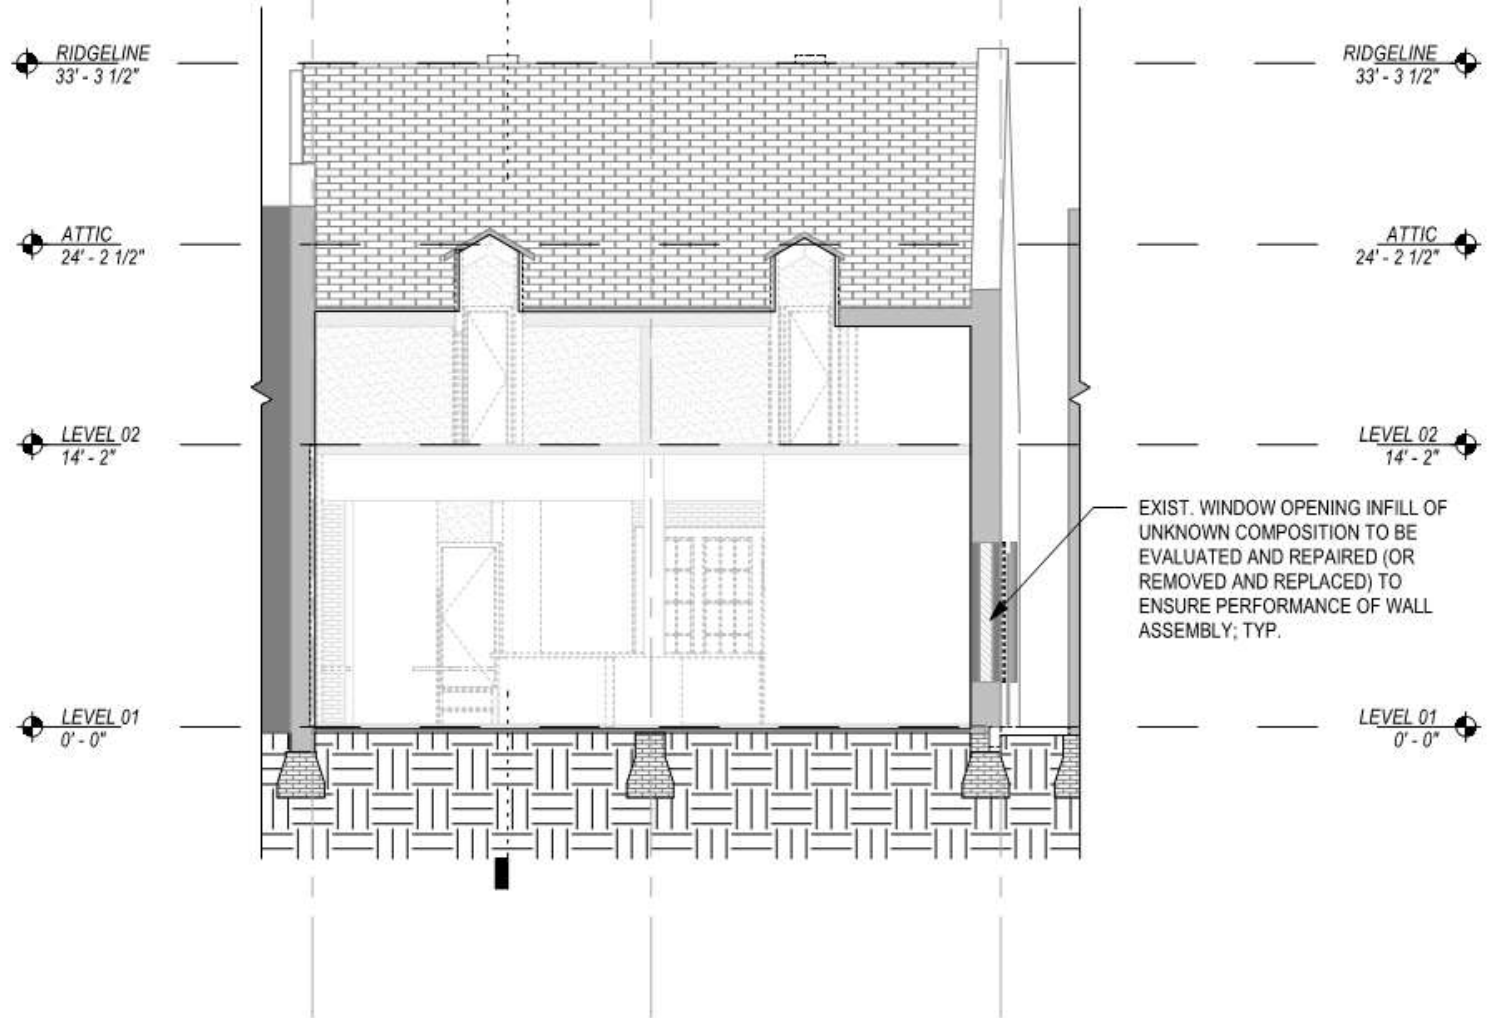 RIDGELINE
33' - 3 1/2"
RIDGELINE
33' - 3 1/2"
ATTIC
24' - 2 1/2"
ATTIC
24' - 2 1/2"
LEVEL 02
14' - 2"
LEVEL 02
14' - 2"
EXIST. WINDOW OPENING INFILL OF
UNKNOWN COMPOSITION TO BE
EVALUATED AND REPAIRED (OR
REMOVED AND REPLACED) TO
ENSURE PERFORMANCE OF WALL
ASSEMBLY; TYP.
LEVEL 01
0' - 0"
LEVEL 01
0' - 0"